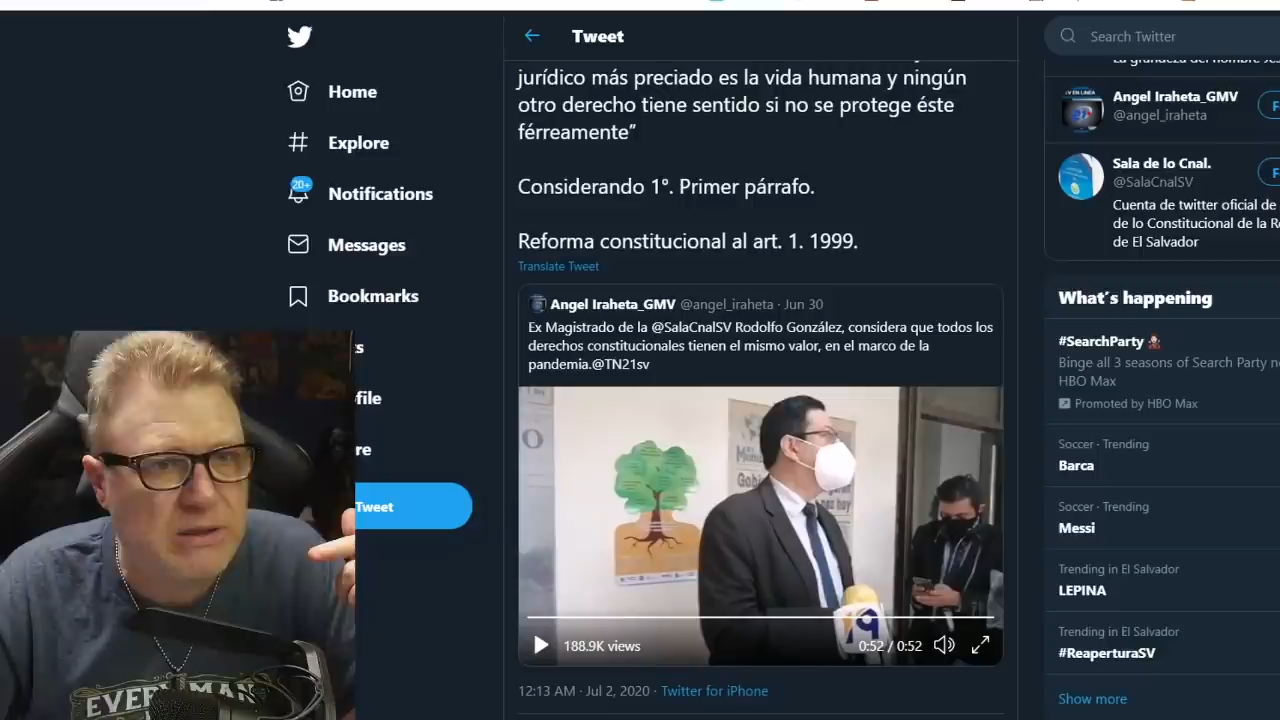 Tweet
Search Twitter
Home
Explore
20+
Notifications
Messages
Bookmarks
Tweet
jurídico más preciado es la vida humana y ningún
otro derecho tiene sentido si no se protege éste
férreamente"
Considerando 1°. Primer párrafo.
Reforma constitucional al art. 1. 1999.
Translate Tweet
Angel Iraheta_GMV @angel_iraheta · Jun 30
Ex Magistrado de la @SalaCnalSV Rodolfo González, considera que todos los
derechos constitucionales tienen el mismo valor, en el marco de la
pandemia.@TN21sv
188.9K views
0:52 / 0:52
12:13 AM · Jul 2, 2020 · Twitter for iPhone
Angel Iraheta_GMV
@angel_iraheta
Sala de lo Cnal.
@SalaCnalSV
Cuenta de twitter oficial de
de lo Constitucional de la
de El Salvador
What's happening
#SearchParty
Binge all 3 seasons of Search Party
HBO Max
Promoted by HBO Max
Soccer · Trending
Barca
Soccer · Trending
Messi
Trending in El Salvador
LEPINA
Trending in El Salvador
#ReaperturaSV
Show more